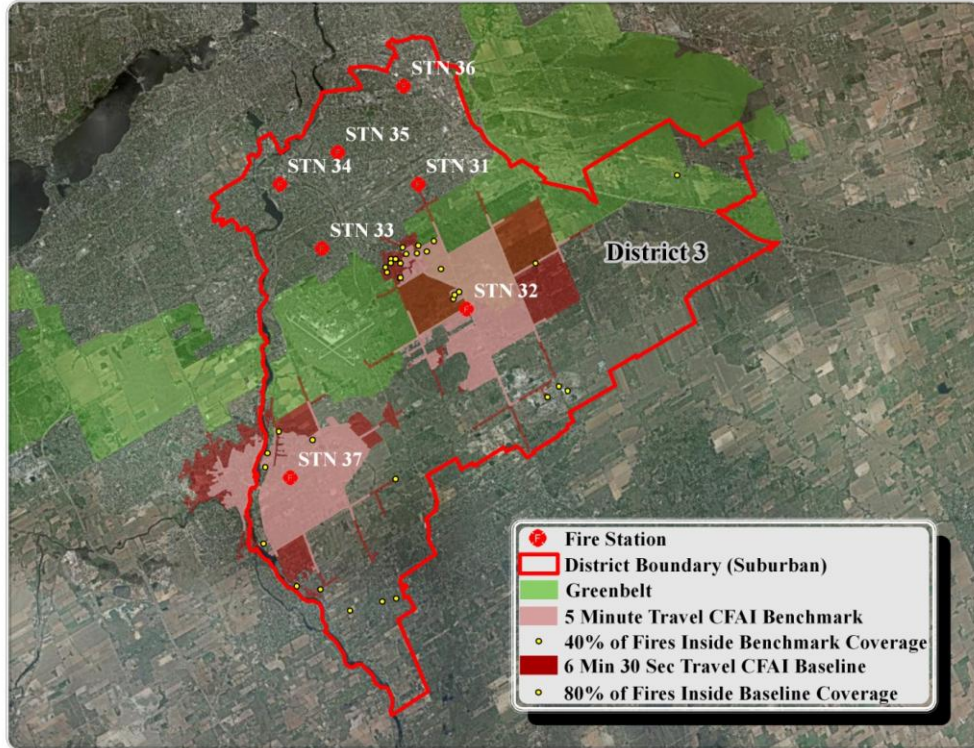 STN 36
STN 35
STN 34
STN 31
STN 33
District 3
STN 32
STN 37
F Fire Station
District Boundary (Suburban)
Greenbelt
5 Minute Travel CFAI Benchmark
40% of Fires Inside Benchmark Coverage
6 Min 30 Sec Travel CFAI Baseline
80% of Fires Inside Baseline Coverage